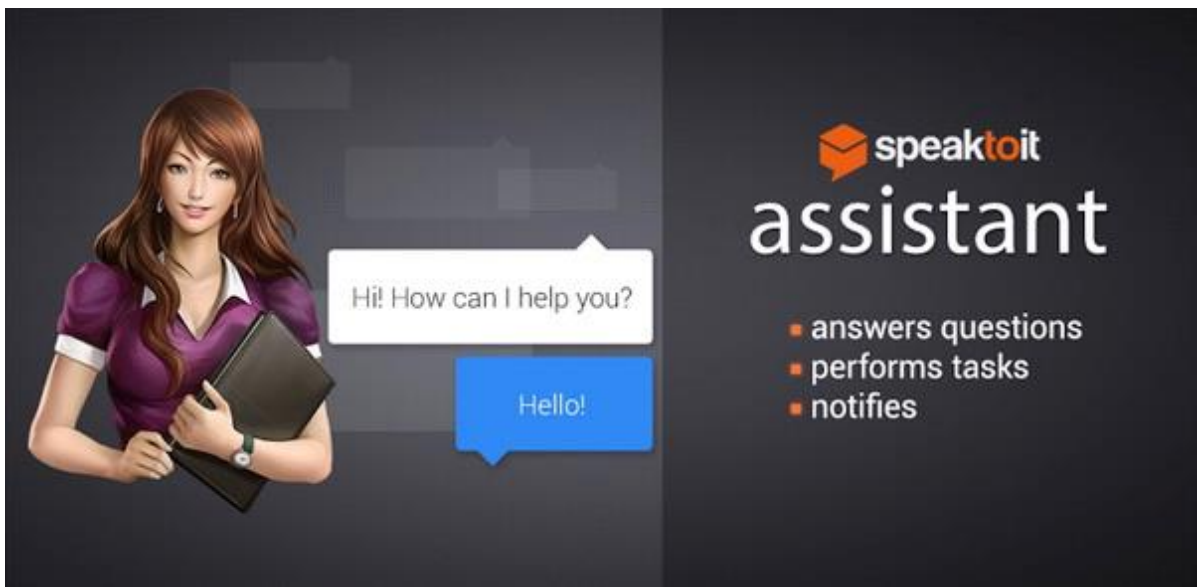 Hi! How can I help you?
Hello!
speaktoit
assistant
answers questions
performs tasks
notifies